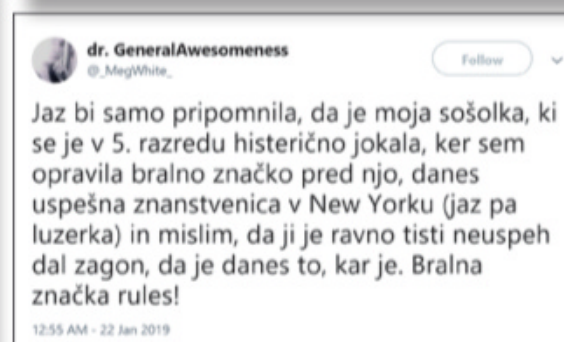 dr. GeneralAwesomeness
@_MegWhite_
Follow
Jaz bi samo pripomnila, da je moja sošolka, ki
se je v 5. razredu histerično jokala, ker sem
opravila bralno značko pred njo, danes
uspešna znanstvenica v New Yorku (jaz pa
luzerka) in mislim, da ji je ravno tisti neuspeh
dal zagon, da je danes to, kar je. Bralna
značka rules!
12:55 AM - 22 Jan 2019